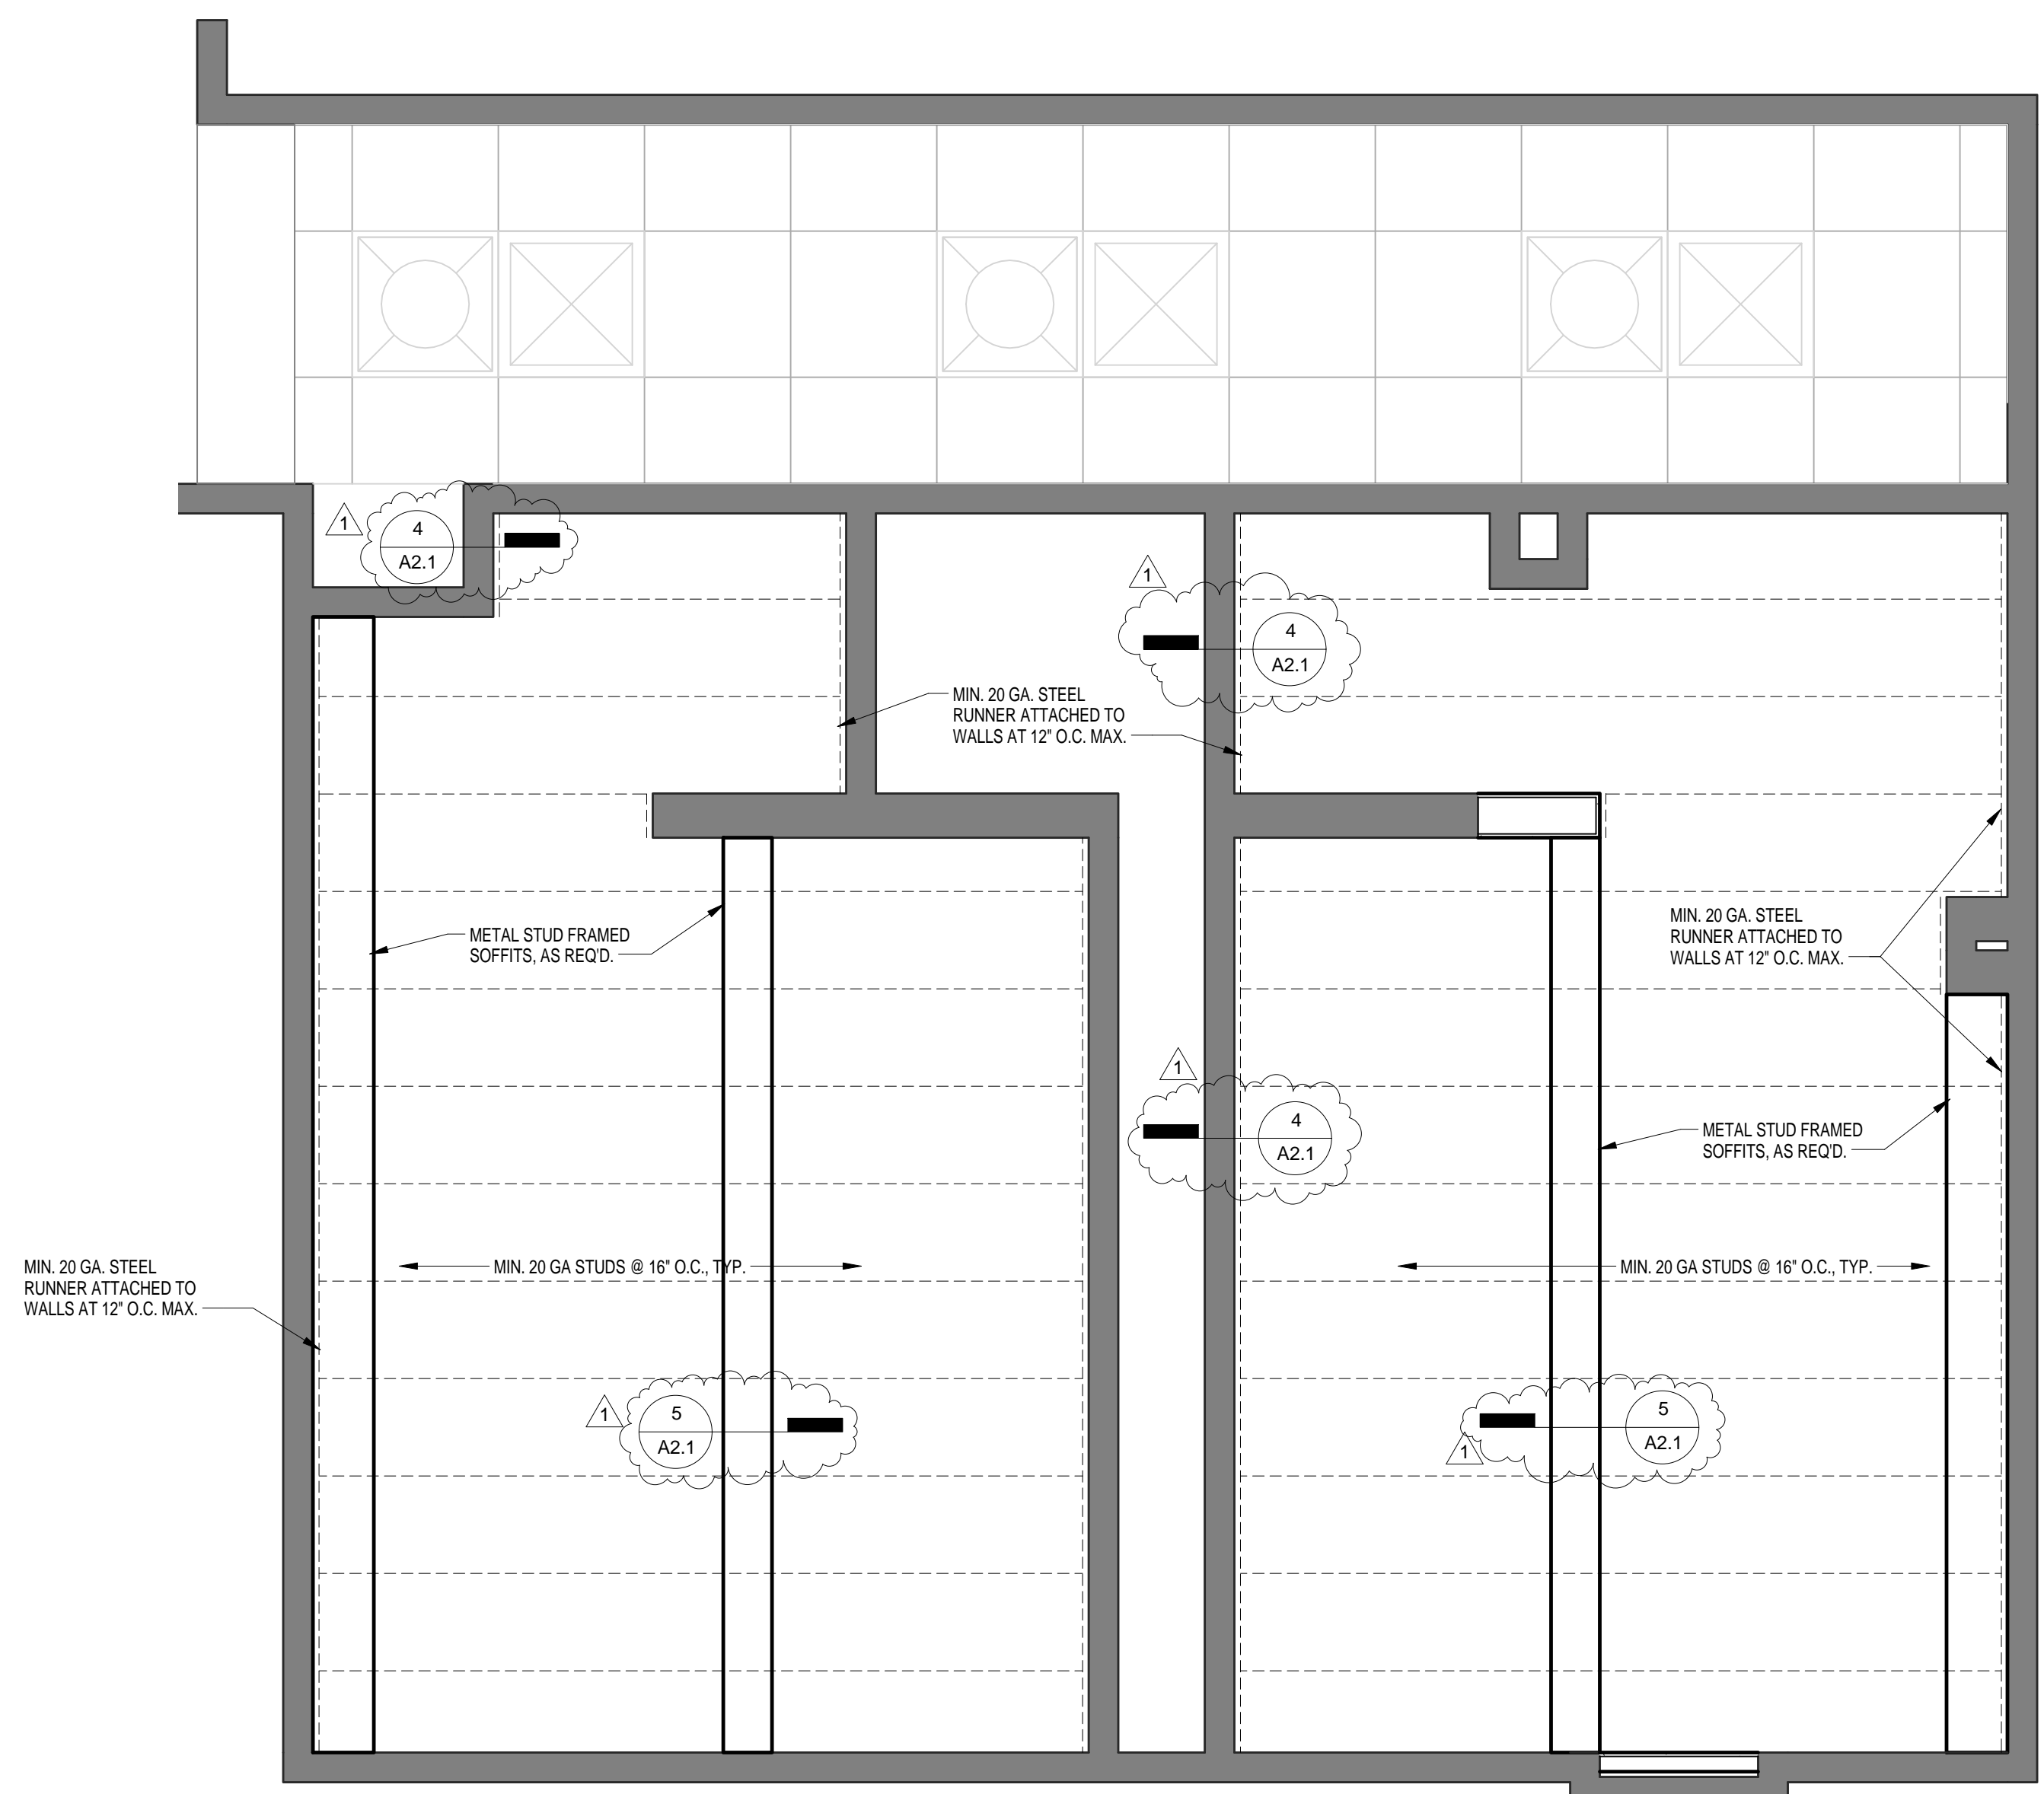 1
4
A2.1
1
4
A2.1
MIN. 20 GA. STEEL
RUNNER ATTACHED TO
WALLS AT 12" O.C. MAX.
METAL STUD FRAMED
SOFFITS, AS REQ'D.
MIN. 20 GA. STEEL
RUNNER ATTACHED TO
WALLS AT 12" O.C. MAX.
1
4
A2.1
METAL STUD FRAMED
SOFFITS, AS REQ'D.
MIN. 20 GA. STEEL
RUNNER ATTACHED TO
WALLS AT 12" O.C. MAX.
MIN. 20 GA STUDS @ 16" O.C., TYP.
MIN. 20 GA STUDS @ 16" O.C., TYP.
1
5
A2.1
1
5
A2.1